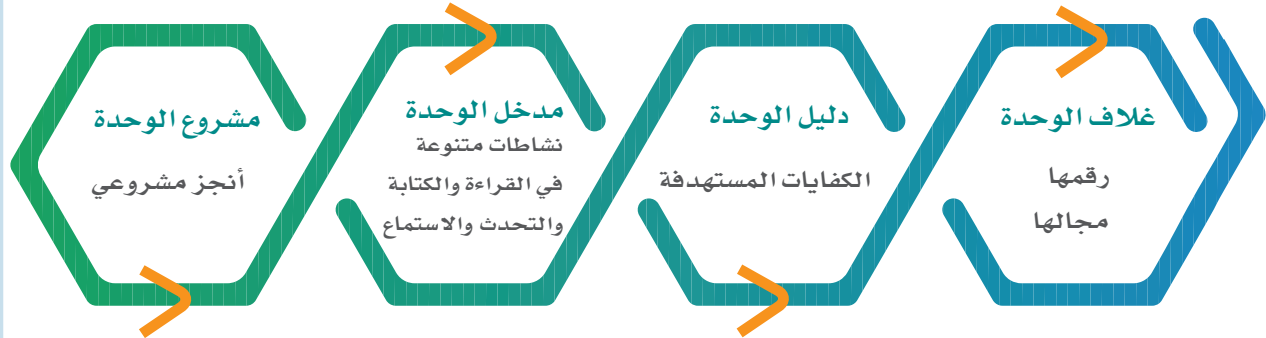 غلاف الوحدة
رقمها
مجالها
دليل الوحدة
الكفايات المستهدفة
مدخل الوحدة
نشاطات متنوعة
في القراءة والكتابة
والتحدث والاستماع
مشروع الوحدة
أنجز مشروعي